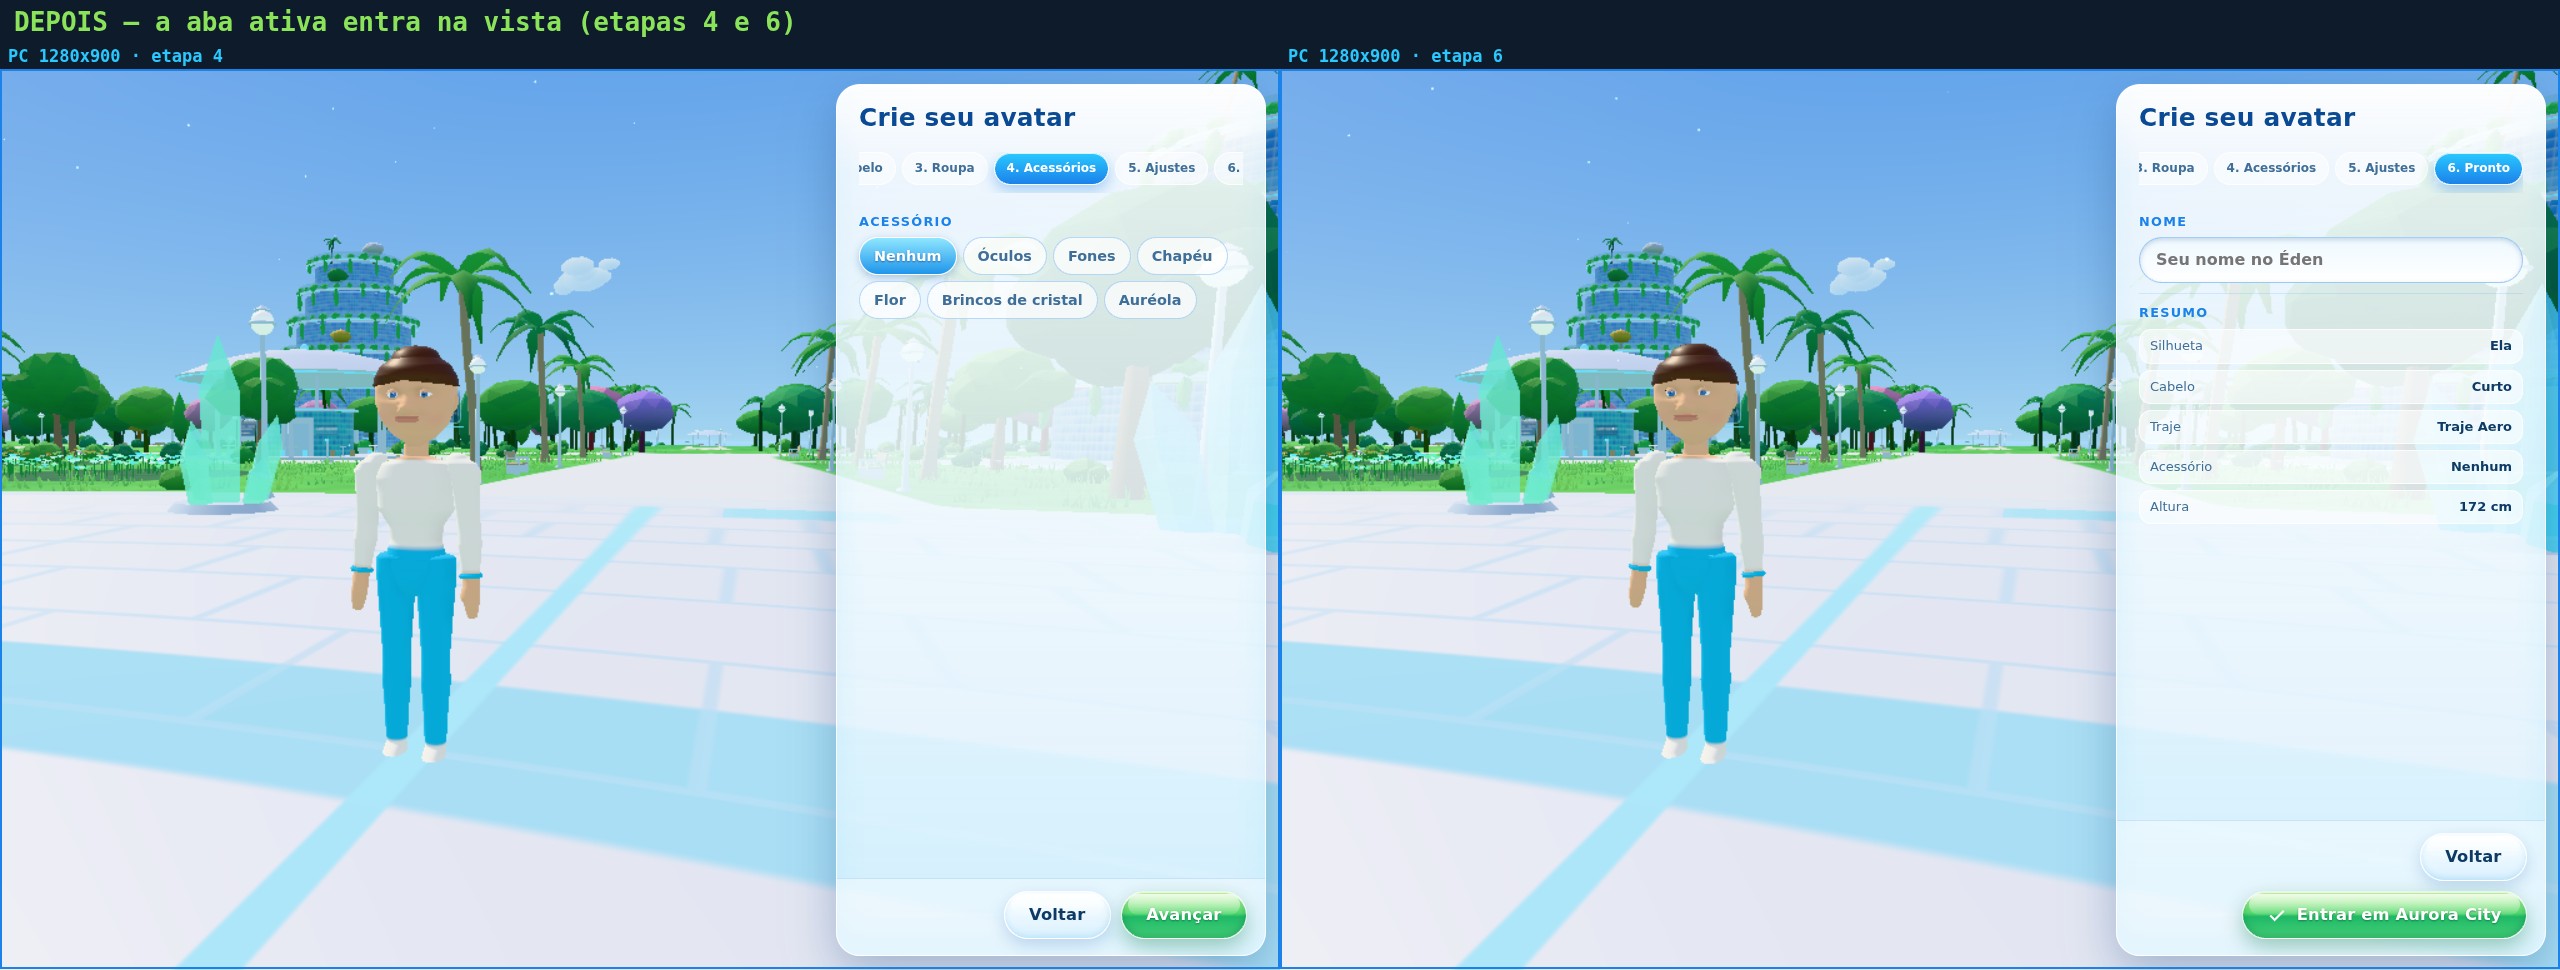 DEPOIS — a aba ativa entra na vista (etapas 4 e 6)
PC 1280x900 · etapa 4
Crie seu avatar
belo 3. Roupa 4. Acessórios 5. Ajustes 6.
ACESSÓRIO
Nenhum Óculos Fones Chapéu
Flor Brincos de cristal Auréola
Voltar Avançar
PC 1280x900 · etapa 6
Crie seu avatar
3. Roupa 4. Acessórios 5. Ajustes 6. Pronto
NOME
Seu nome no Éden
RESUMO
Silhueta Ela
Cabelo Curto
Traje Traje Aero
Acessório Nenhum
Altura 172 cm
Voltar
Entrar em Aurora City